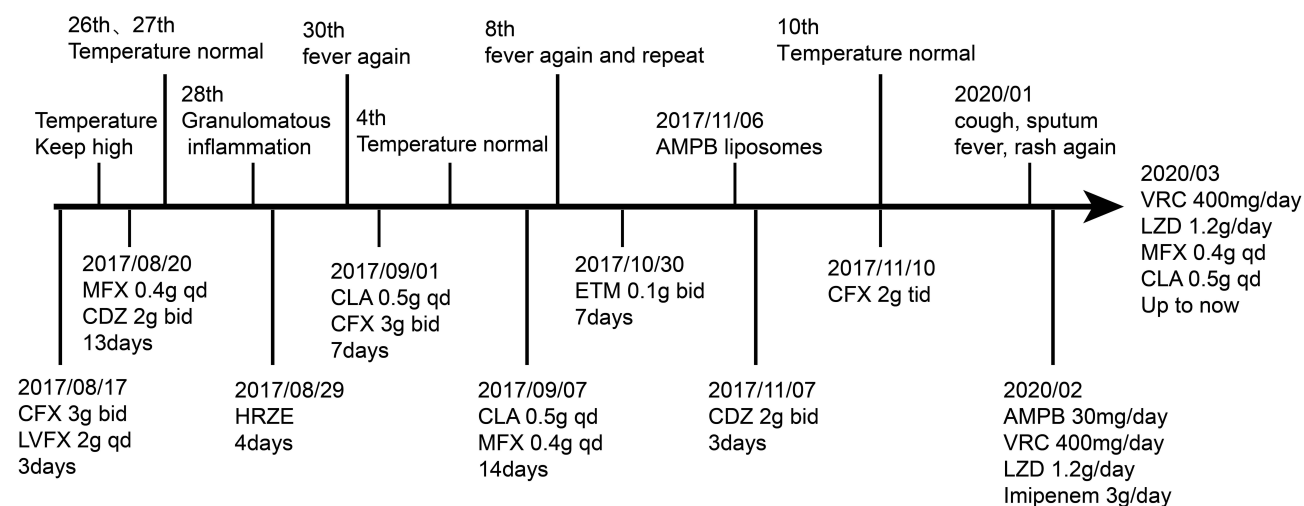 26th、27th
Temperature normal
30th
fever again
8th
fever again and repeat
10th
Temperature normal
Temperature
Keep high
28th
Granulomatous
inflammation
4th
Temperature normal
2017/11/06
AMPB liposomes
2020/01
cough, sputum
fever, rash again
2020/03
VRC 400mg/day
LZD 1.2g/day
MFX 0.4g qd
CLA 0.5g qd
Up to now
2017/08/20
MFX 0.4g qd
CDZ 2g bid
13days
2017/09/01
CLA 0.5g qd
CFX 3g bid
7days
2017/10/30
ETM 0.1g bid
7days
2017/11/10
CFX 2g tid
2017/08/17
CFX 3g bid
LVFX 2g qd
3days
2017/08/29
HRZE
4days
2017/09/07
CLA 0.5g qd
MFX 0.4g qd
14days
2017/11/07
CDZ 2g bid
3days
2020/02
AMPB 30mg/day
VRC 400mg/day
LZD 1.2g/day
Imipenem 3g/day